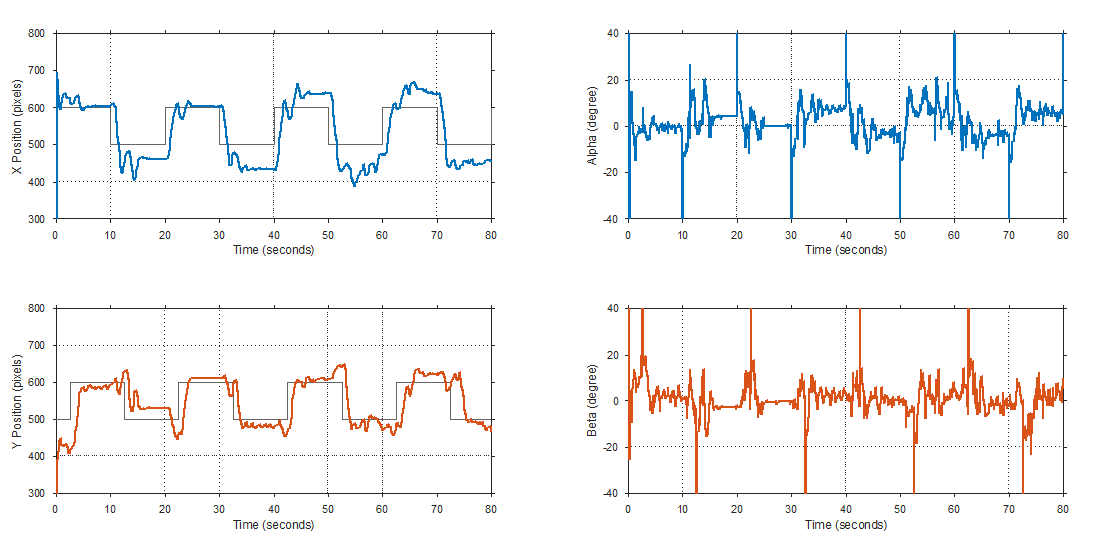 800
700
600
500
400
300
X Position (pixels)
0 10 20 30 40 50 60 70 80
Time (seconds)
40
20
0
-20
-40
Alpha (degree)
0 10 20 30 40 50 60 70 80
Time (seconds)
800
700
600
500
400
300
Y Position (pixels)
0 10 20 30 40 50 60 70 80
Time (seconds)
40
20
0
-20
-40
Beta (degree)
0 10 20 30 40 50 60 70 80
Time (seconds)